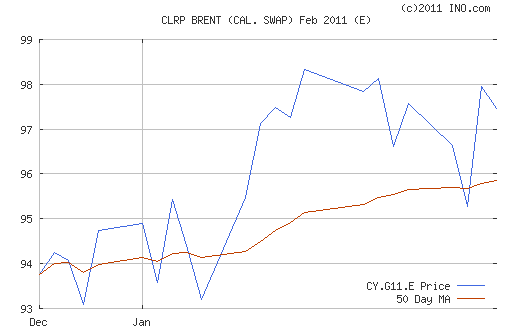 (c)2011 INO.com
CLRP BRENT (CAL. SWAP) Feb 2011 (E)
99
98
97
96
95
94
93
CY.G11.E Price
50 Day MA
Dec Jan